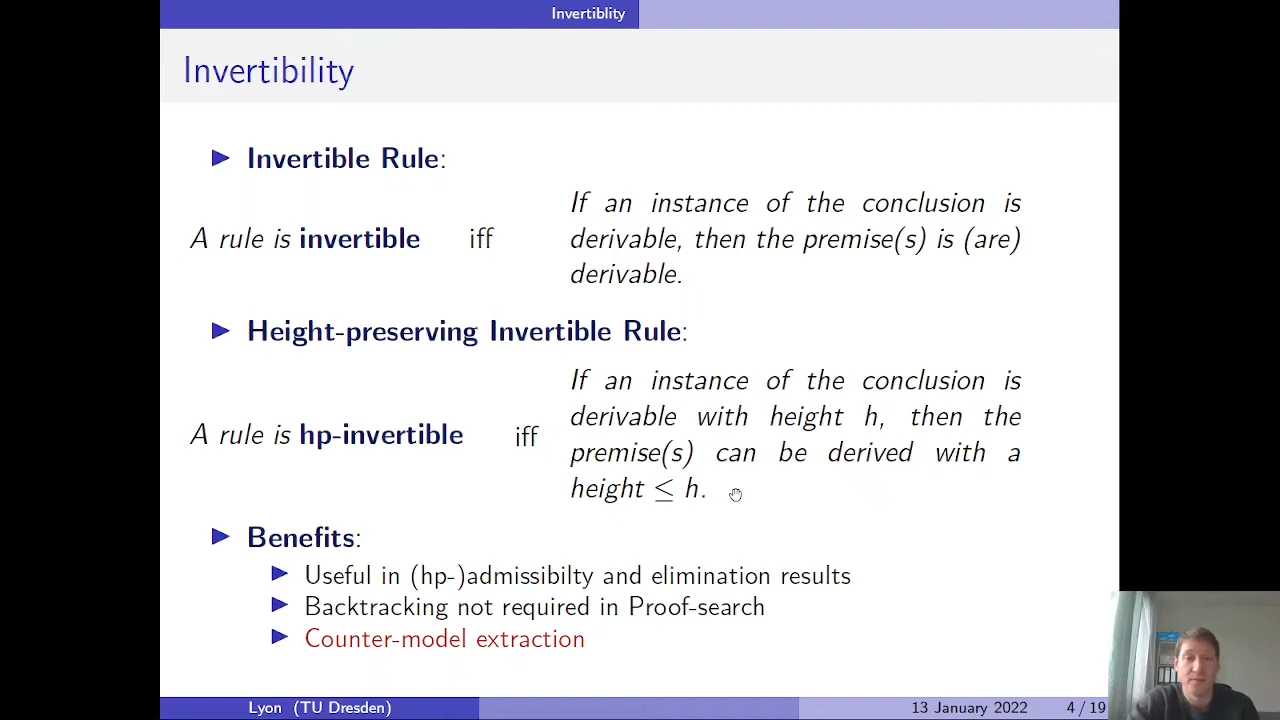 Invertiblity
Invertibility
Invertible Rule:
A rule is invertible iff
If an instance of the conclusion is
derivable, then the premise(s) is (are)
derivable.
Height-preserving Invertible Rule:
A rule is hp-invertible iff
If an instance of the conclusion is
derivable with height h, then the
premise(s) can be derived with a
height ≤ h.
Benefits:
Useful in (hp-)admissibilty and elimination results
Backtracking not required in Proof-search
Counter-model extraction
Lyon (TU Dresden) 13 January 2022 4 / 19